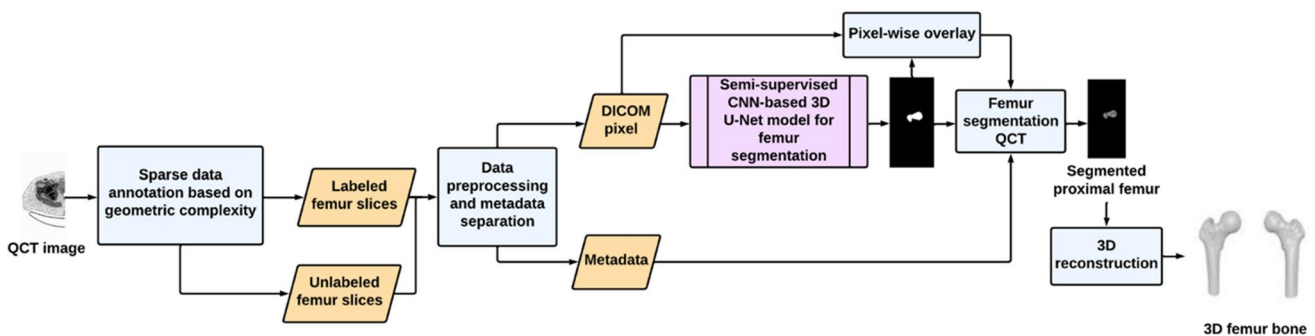 QCT image
Sparse data
annotation based on
geometric complexity
Labeled
femur slices
Unlabeled
femur slices
Data
preprocessing
and metadata
separation
DICOM
pixel
Metadata
Semi-supervised
CNN-based 3D
U-Net model for
femur
segmentation
Pixel-wise overlay
Femur
segmentation
QCT
Segmented
proximal femur
3D
reconstruction
3D femur bone